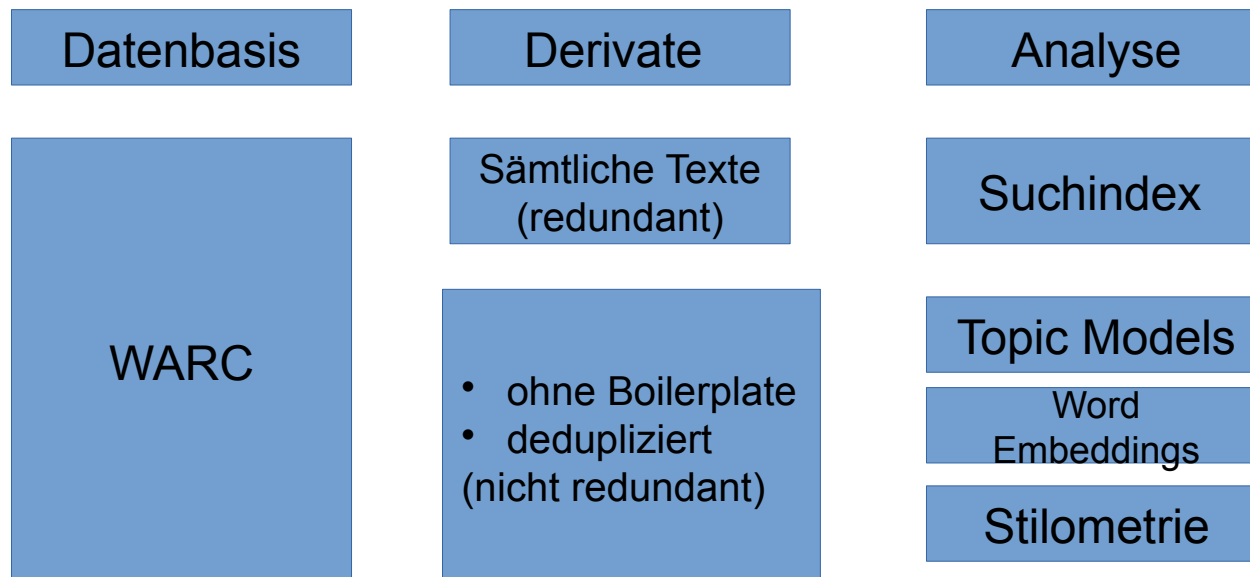 Datenbasis
Derivate
Analyse
WARC
Sämtliche Texte
(redundant)
• ohne Boilerplate
• dedupliziert
(nicht redundant)
Suchindex
Topic Models
Word
Embeddings
Stilometrie